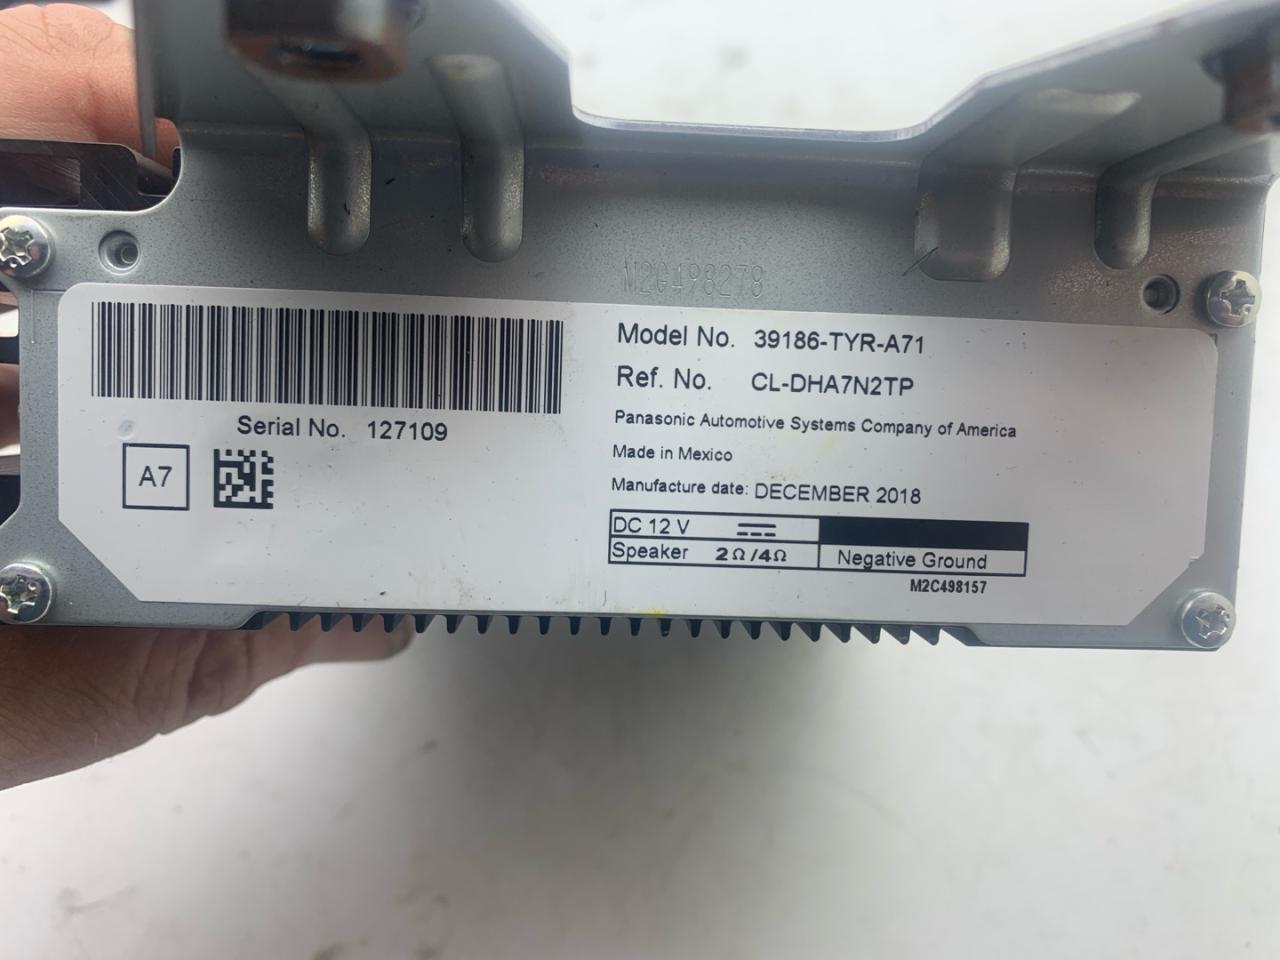 M2G498278
Model No. 39186-TYR-A71
Ref. No. CL-DHA7N2TP
Panasonic Automotive Systems Company of America
Made in Mexico
Manufacture date: DECEMBER 2018
Serial No. 127109
A7
DC 12 V
Speaker 2Ω/4Ω
Negative Ground
M2C498157